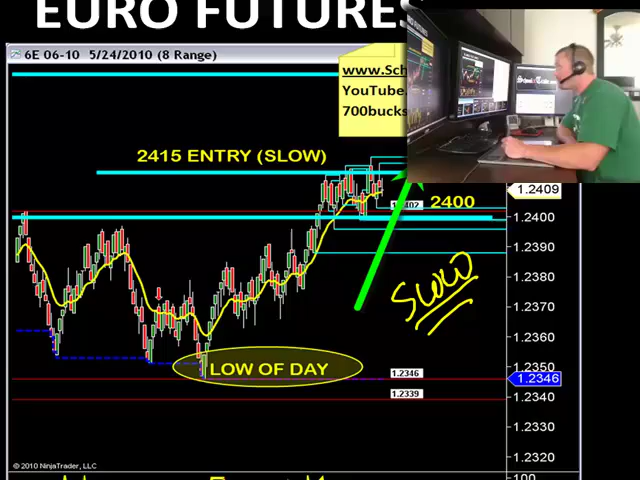 EURO FUTURES
6E 06-10 5/24/2010 (8 Range)
www.Sch
YouTube.
700bucks
2415 ENTRY (SLOW)
1.2409
1.2402
2400
1.2400
1.2390
1.2380
SLOW
1.2370
1.2360
LOW OF DAY
1.2350
1.2346
1.2346
1.2339
1.2340
1.2330
1.2320
© 2010 NinjaTrader, LLC
100